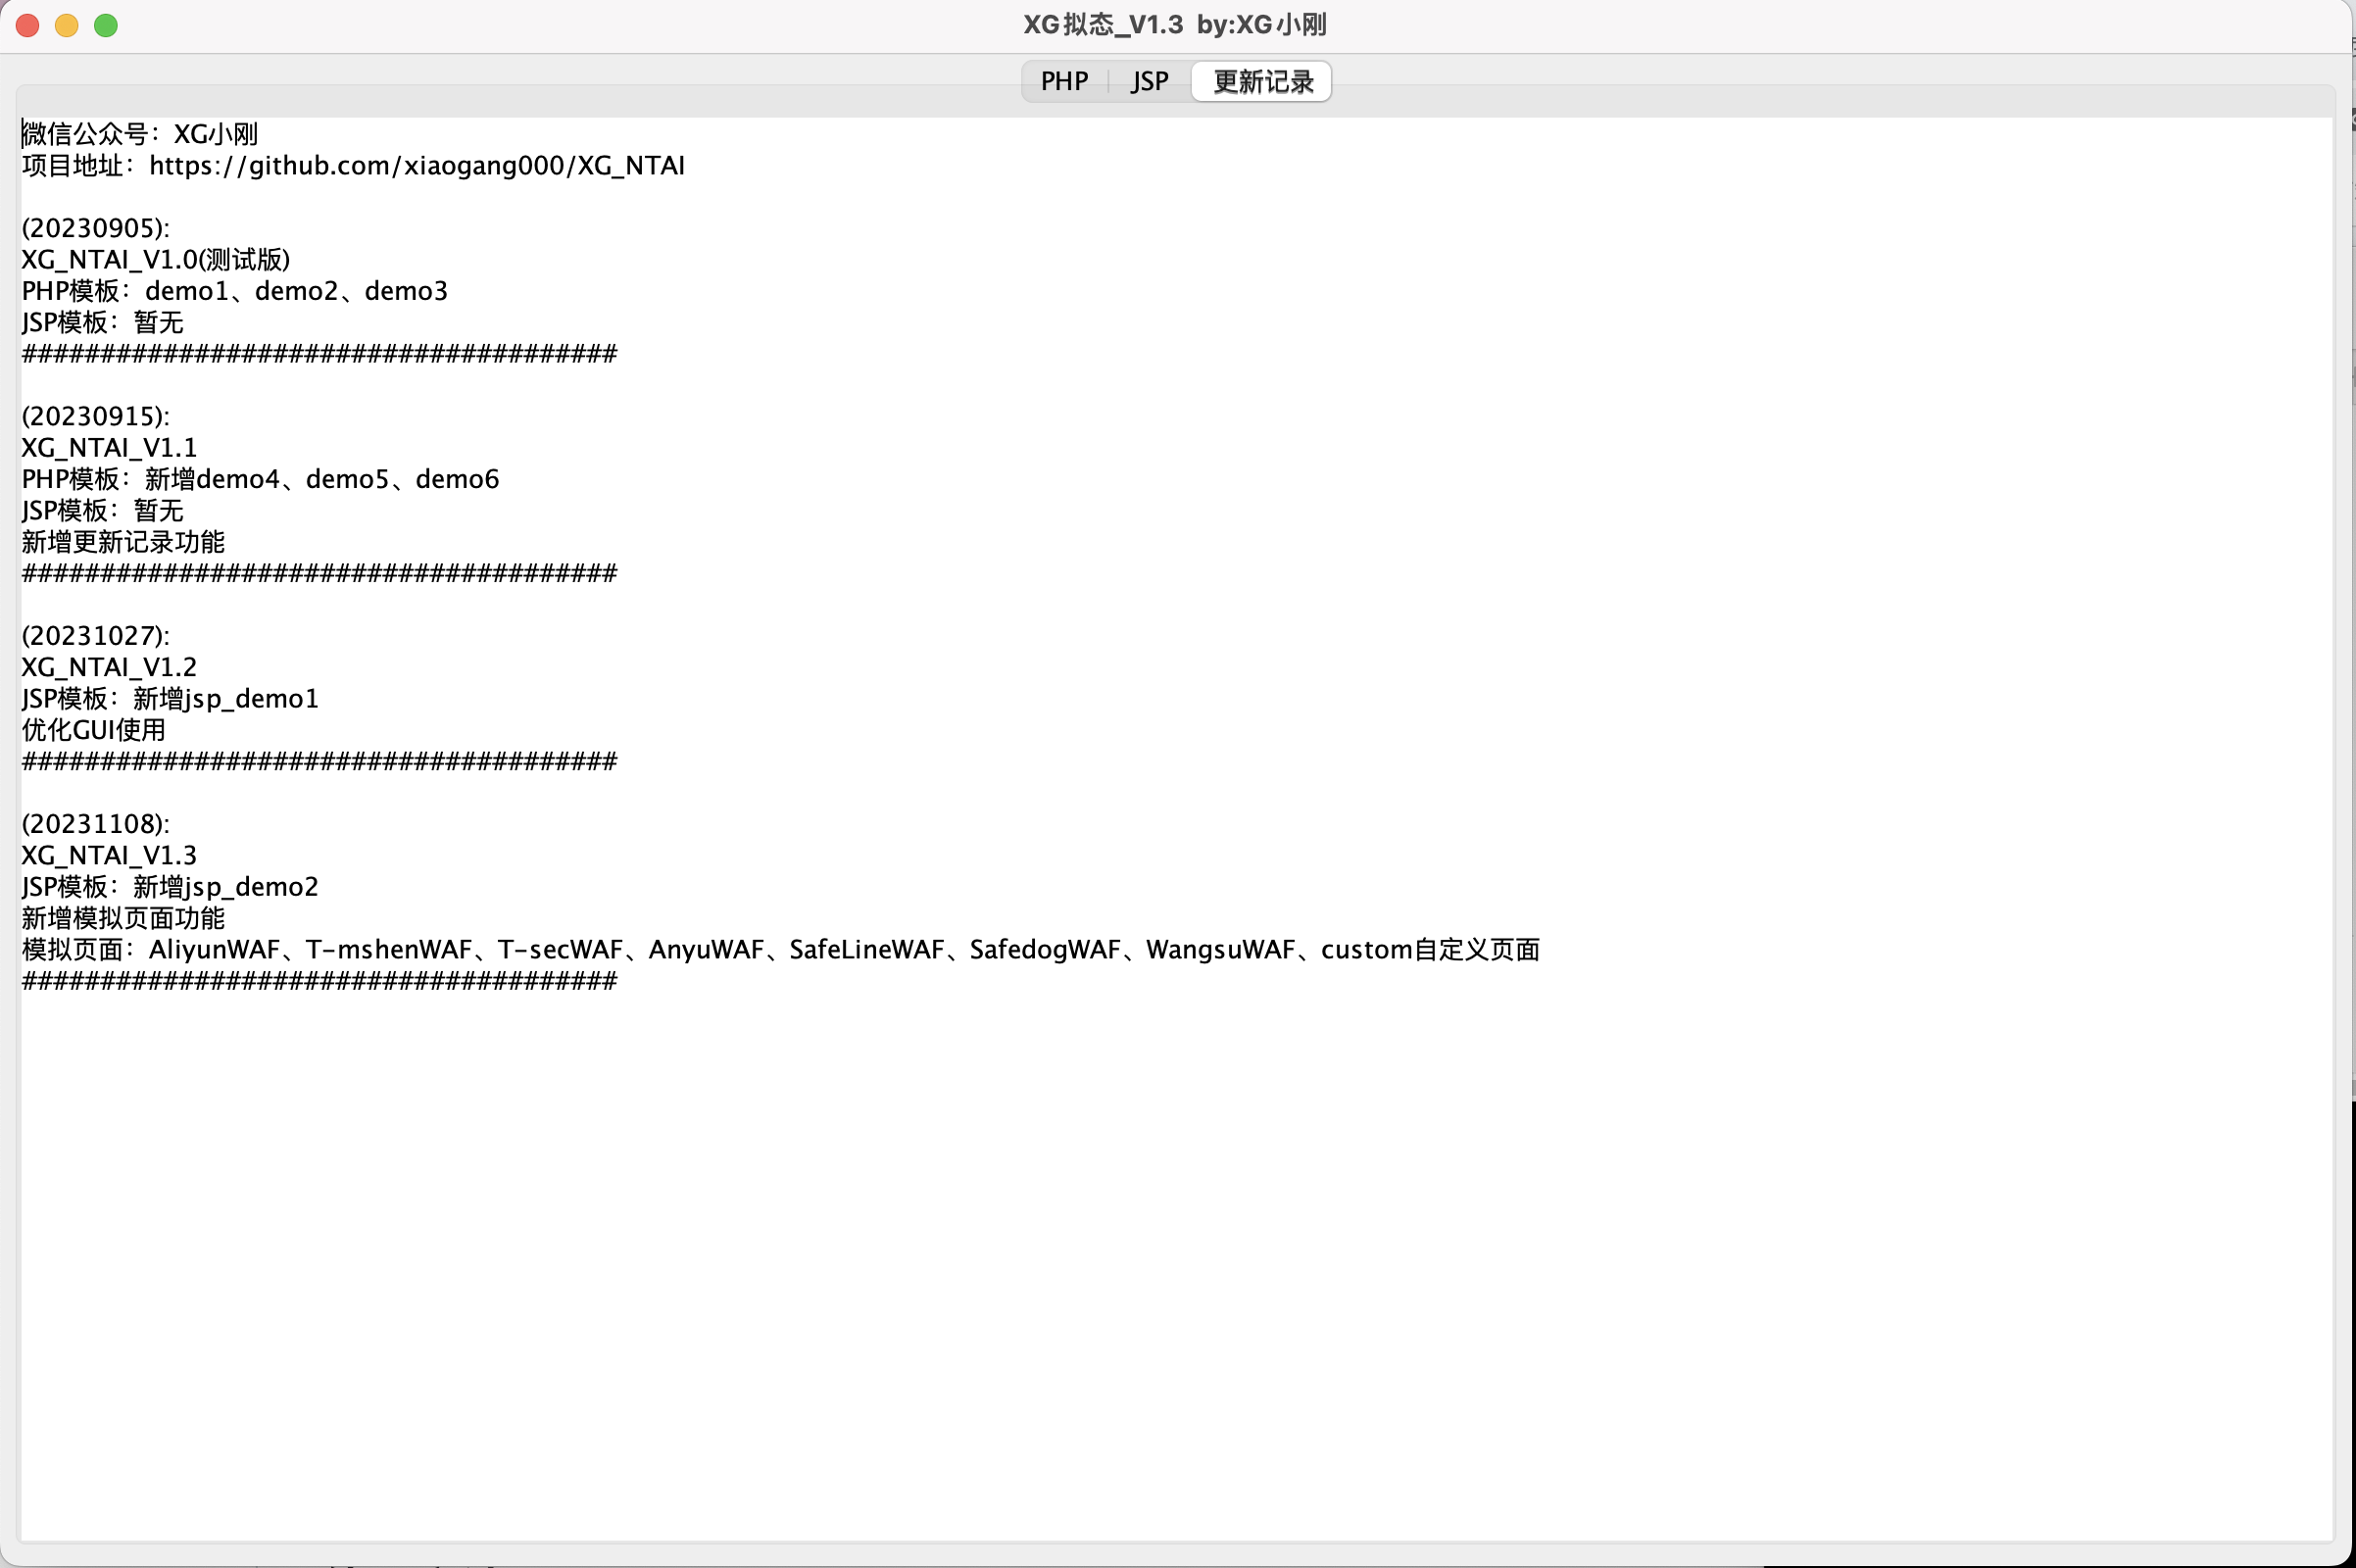 XG拟态_V1.3 by:XG小刚
PHP JSP 更新记录
微信公众号：XG小刚
项目地址：https://github.com/xiaogang000/XG_NTAI
(20230905):
XG_NTAI_V1.0(测试版)
PHP模板：demo1、demo2、demo3
JSP模板：暂无
######################################
(20230915):
XG_NTAI_V1.1
PHP模板：新增demo4、demo5、demo6
JSP模板：暂无
新增更新记录功能
######################################
(20231027):
XG_NTAI_V1.2
JSP模板：新增jsp_demo1
优化GUI使用
######################################
(20231108):
XG_NTAI_V1.3
JSP模板：新增jsp_demo2
新增模拟页面功能
模拟页面：AliyunWAF、T-mshenWAF、T-secWAF、AnyuWAF、SafeLineWAF、SafedogWAF、WangsuWAF、custom自定义页面
######################################